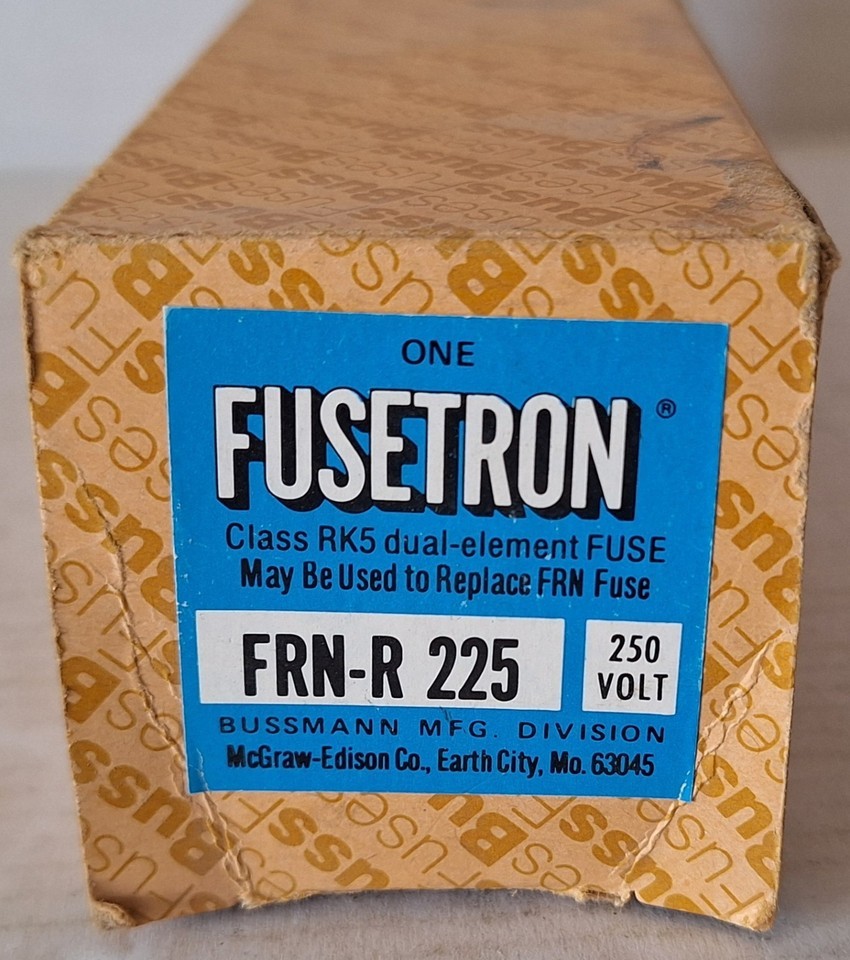 ONE
FUSETRON ®
Class RK5 dual-element FUSE
May Be Used to Replace FRN Fuse
FRN-R 225
250
VOLT
BUSSMANN MFG. DIVISION
McGraw-Edison Co., Earth City, Mo. 63045